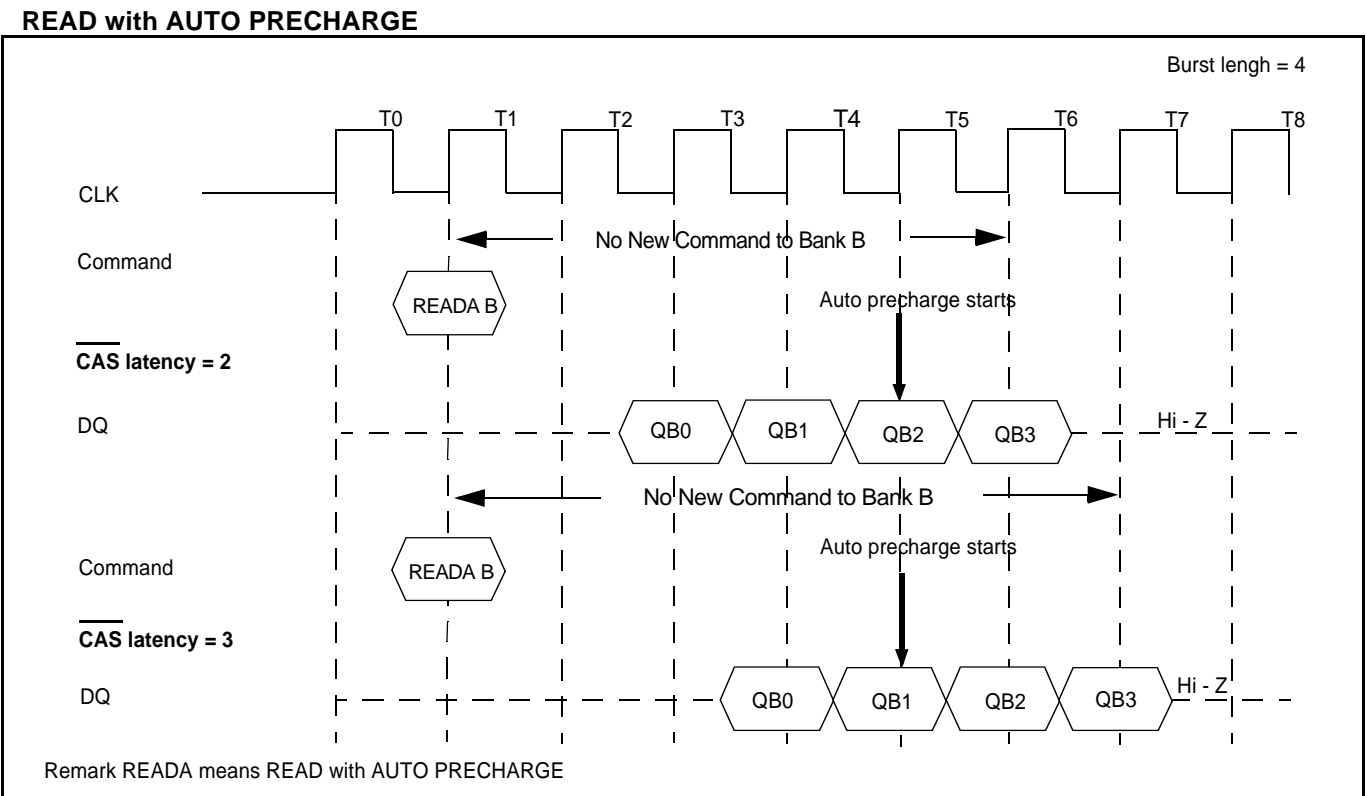 READ with AUTO PRECHARGE
Burst lengh = 4
T0 T1 T2 T3 T4 T5 T6 T7 T8
CLK
No New Command to Bank B
Command
READA B
Auto precharge starts
CAS latency = 2
DQ
QB0 QB1 QB2 QB3
Hi - Z
No New Command to Bank B
Auto precharge starts
Command
READA B
CAS latency = 3
DQ
QB0 QB1 QB2 QB3
Hi - Z
Remark READA means READ with AUTO PRECHARGE